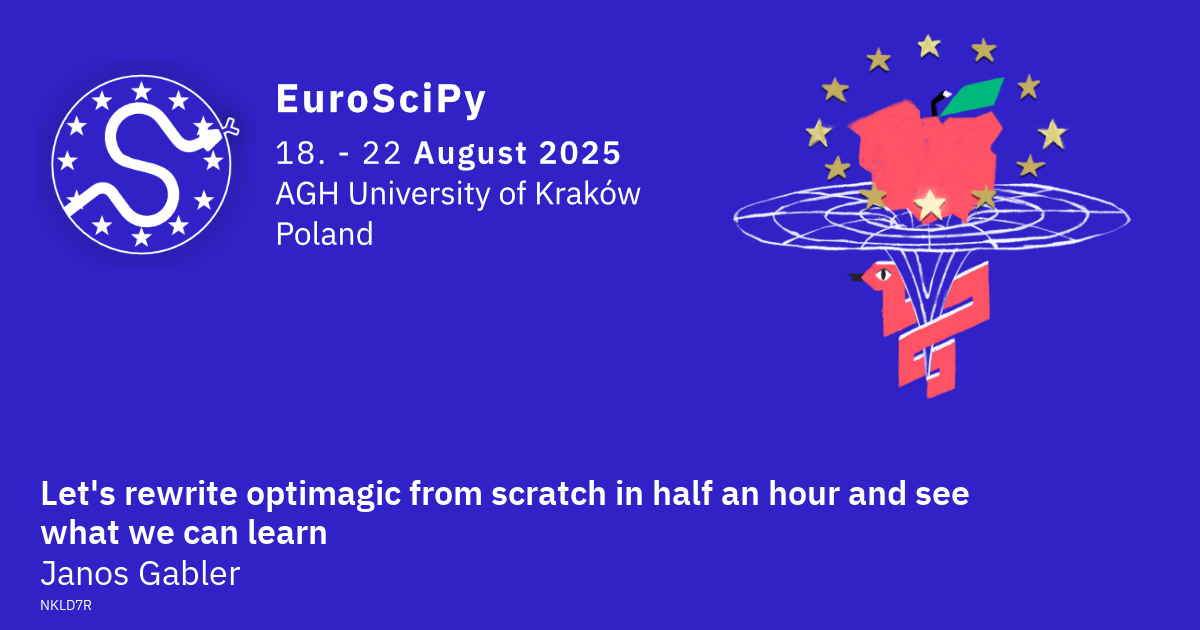 EuroSciPy
18. - 22 August 2025
AGH University of Kraków
Poland
Let's rewrite optimagic from scratch in half an hour and see
what we can learn
Janos Gabler
NKLD7R